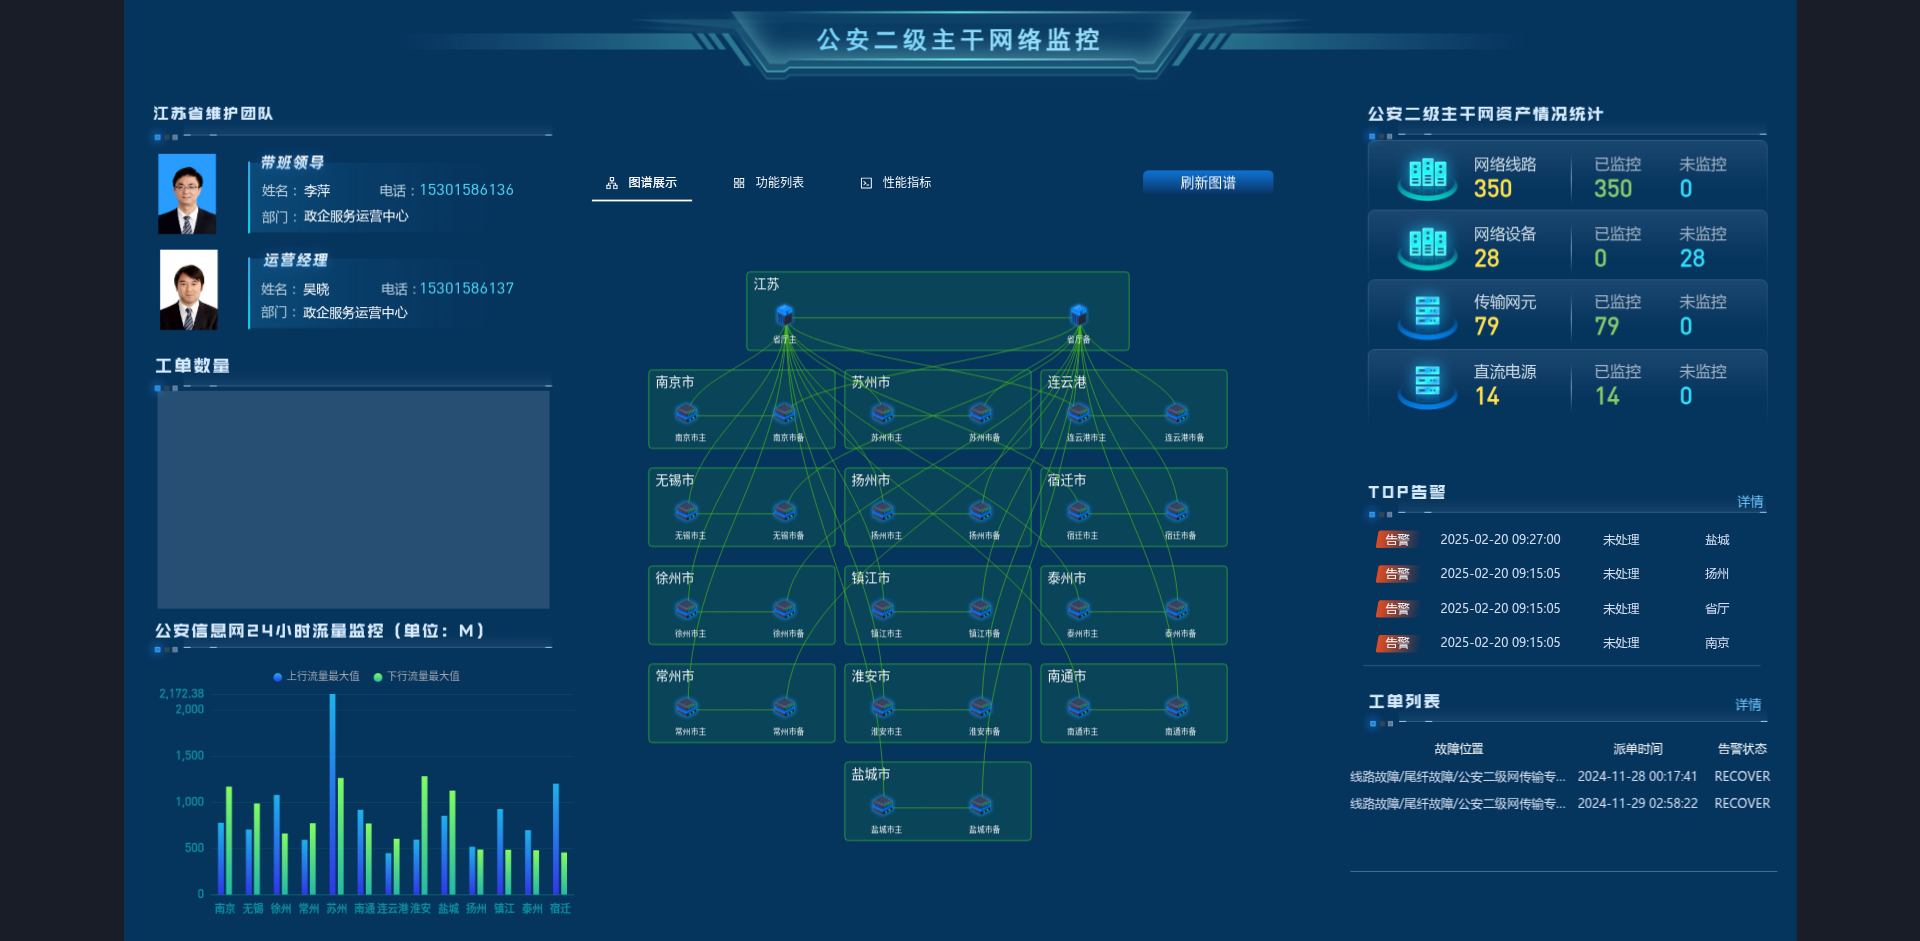 公安二级主干网络监控
江苏省维护团队
带班领导
姓名： 李萍 电话：15301586136
部门： 政企服务运营中心
运营经理
姓名： 吴晓 电话：15301586137
部门： 政企服务运营中心
工单数量
公安信息网24小时流量监控（单位：M）
上行流量最大值 下行流量最大值
2,172.38
2,000
1,500
1,000
500
0
南京 无锡 徐州 常州 苏州 南通 连云港 淮安 盐城 扬州 镇江 泰州 宿迁
图谱展示 功能列表 性能指标 刷新图谱
江苏
省厅主 省厅备
南京市 苏州市 连云港
南京市主 南京市备 苏州市主 苏州市备 连云港市主 连云港市备
无锡市 扬州市 宿迁市
无锡市主 无锡市备 扬州市主 扬州市备 宿迁市主 宿迁市备
徐州市 镇江市 泰州市
徐州市主 徐州市备 镇江市主 镇江市备 泰州市主 泰州市备
常州市 淮安市 南通市
常州市主 常州市备 淮安市主 淮安市备 南通市主 南通市备
盐城市
盐城市主 盐城市备
公安二级主干网资产情况统计
网络线路 已监控 未监控
350 350 0
网络设备 已监控 未监控
28 0 28
传输网元 已监控 未监控
79 79 0
直流电源 已监控 未监控
14 14 0
TOP告警
详情
告警 2025-02-20 09:27:00 未处理 盐城
告警 2025-02-20 09:15:05 未处理 扬州
告警 2025-02-20 09:15:05 未处理 省厅
告警 2025-02-20 09:15:05 未处理 南京
工单列表
详情
故障位置 派单时间 告警状态
线路故障/尾纤故障/公安二级网传输专... 2024-11-28 00:17:41 RECOVER
线路故障/尾纤故障/公安二级网传输专... 2024-11-29 02:58:22 RECOVER